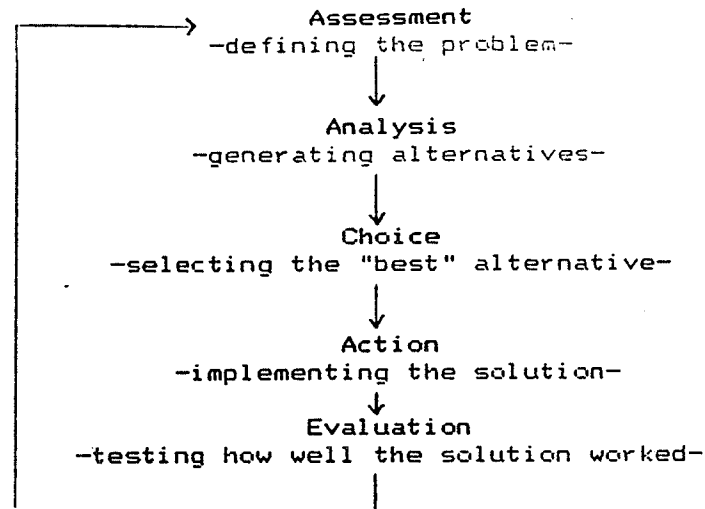 Assessment
-defining the problem-
Analysis
-generating alternatives-
Choice
-selecting the "best" alternative-
Action
-implementing the solution-
Evaluation
-testing how well the solution worked-